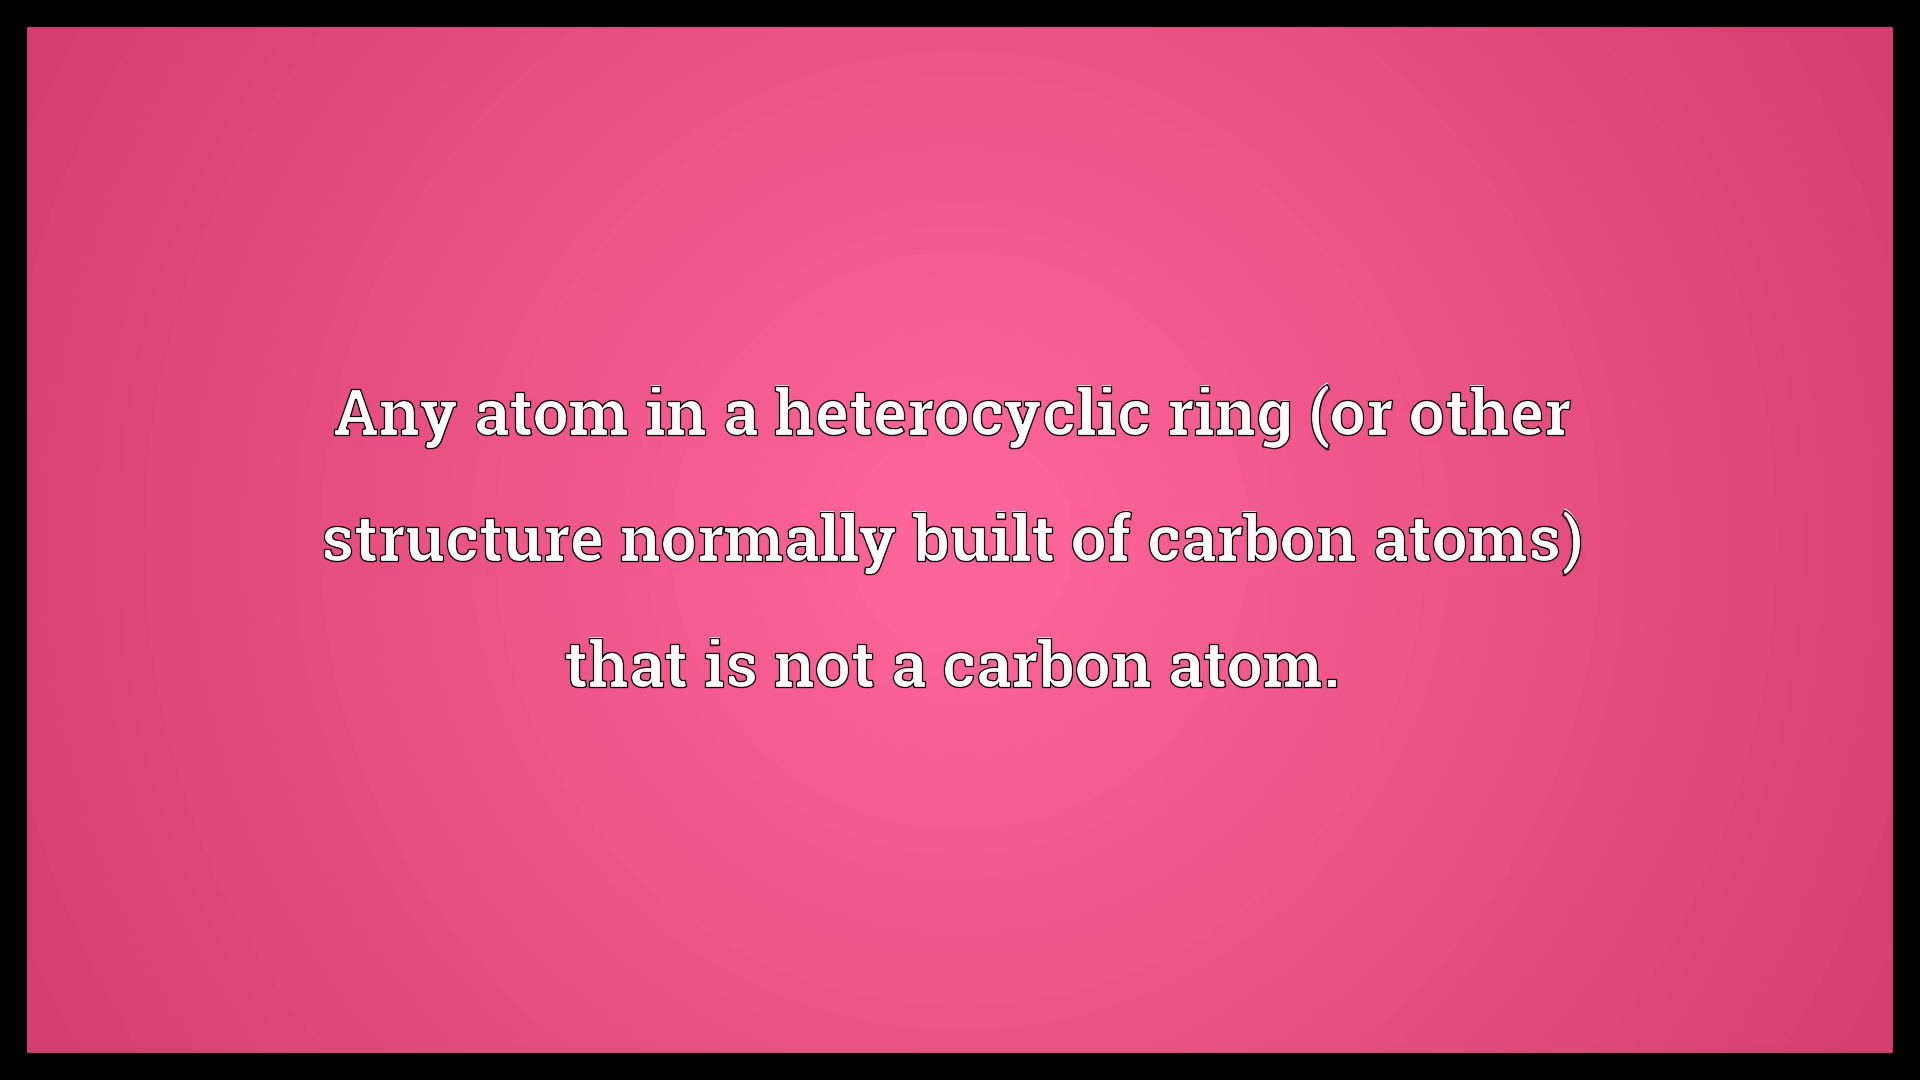 Any atom in a heterocyclic ring (or other
structure normally built of carbon atoms)
that is not a carbon atom.